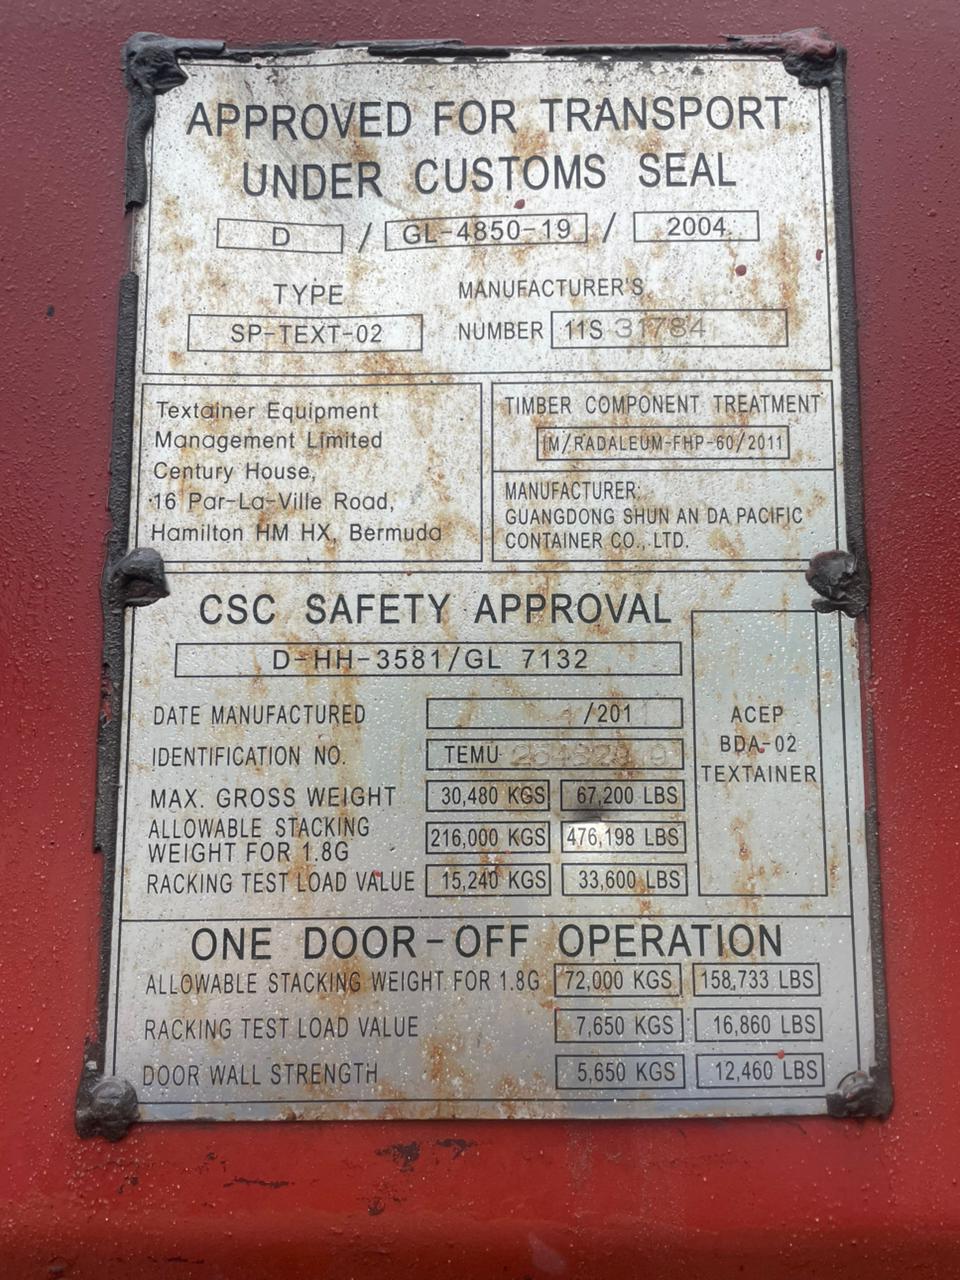 APPROVED FOR TRANSPORT
UNDER CUSTOMS SEAL
D / GL-4850-19 / 2004
TYPE MANUFACTURER'S
SP-TEXT-02 NUMBER 11S 31784
Textainer Equipment
Management Limited
Century House,
16 Par-La-Ville Road,
Hamilton HM HX, Bermuda
TIMBER COMPONENT TREATMENT
IM/RADALEUM-FHP-60/2011
MANUFACTURER:
GUANGDONG SHUN AN DA PACIFIC
CONTAINER CO., LTD.
CSC SAFETY APPROVAL
D-HH-3581/GL 7132
DATE MANUFACTURED /201
IDENTIFICATION NO. TEMU
MAX. GROSS WEIGHT 30,480 KGS 67,200 LBS
ALLOWABLE STACKING
WEIGHT FOR 1.8G 216,000 KGS 476,198 LBS
RACKING TEST LOAD VALUE 15,240 KGS 33,600 LBS
ACEP
BDA-02
TEXTAINER
ONE DOOR-OFF OPERATION
ALLOWABLE STACKING WEIGHT FOR 1.8G 72,000 KGS 158,733 LBS
RACKING TEST LOAD VALUE 7,650 KGS 16,860 LBS
DOOR WALL STRENGTH 5,650 KGS 12,460 LBS